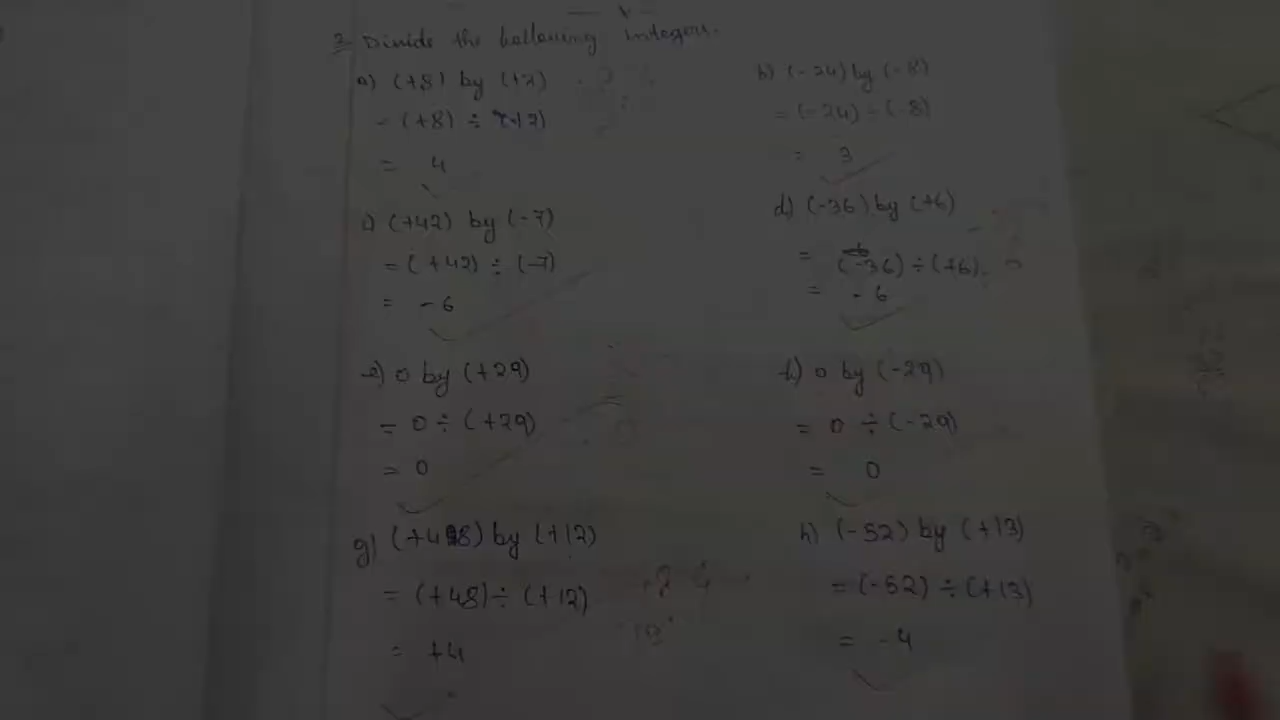 2. Divide the following integers.
a) (+8) by (+2)
= (+8) ÷ (+2)
= 4
b) (-24) by (-8)
= (-24) ÷ (-8)
= 3
c) (+42) by (-7)
= (+42) ÷ (-7)
= -6
d) (-36) by (+6)
= (-36) ÷ (+6)
= -6
e) 0 by (+29)
= 0 ÷ (+29)
= 0
f) 0 by (-29)
= 0 ÷ (-29)
= 0
g) (+48) by (+12)
= (+48) ÷ (+12)
= +4
h) (-52) by (+13)
= (-52) ÷ (+13)
= -4